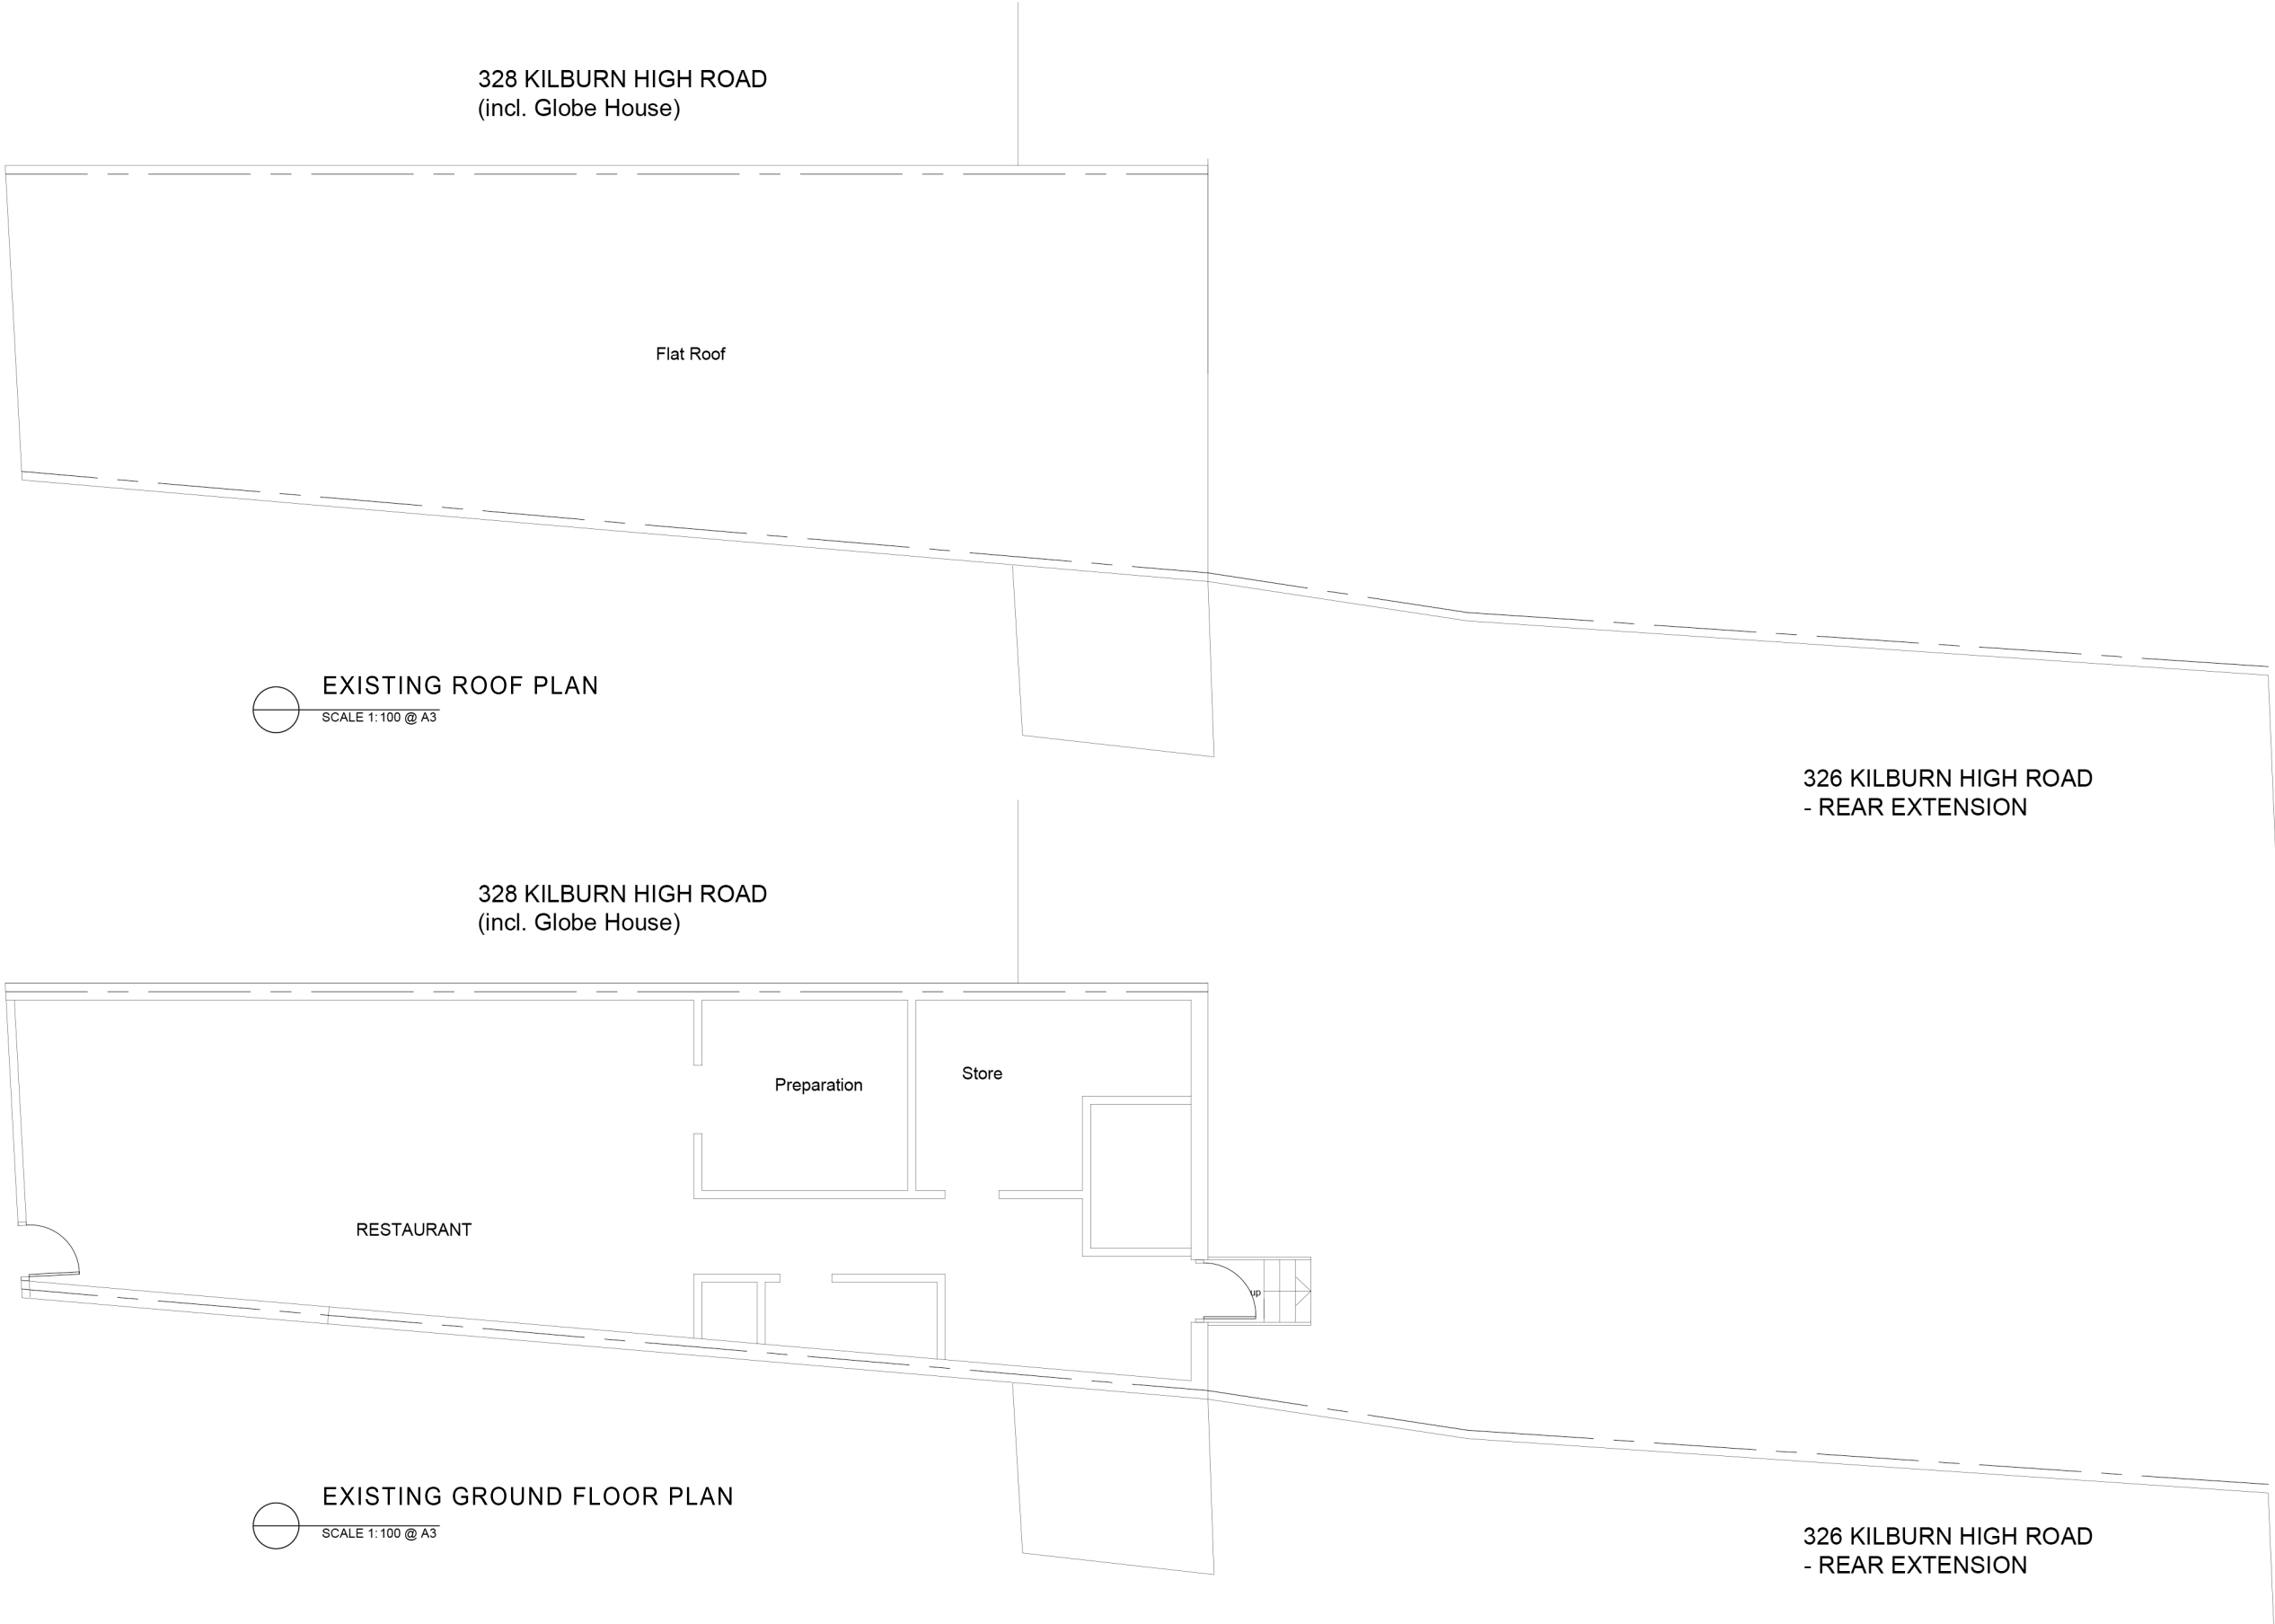 328 KILBURN HIGH ROAD
(incl. Globe House)
Flat Roof
EXISTING ROOF PLAN
SCALE 1:100 @ A3
326 KILBURN HIGH ROAD
- REAR EXTENSION
328 KILBURN HIGH ROAD
(incl. Globe House)
Preparation
Store
RESTAURANT
up
EXISTING GROUND FLOOR PLAN
SCALE 1:100 @ A3
326 KILBURN HIGH ROAD
- REAR EXTENSION